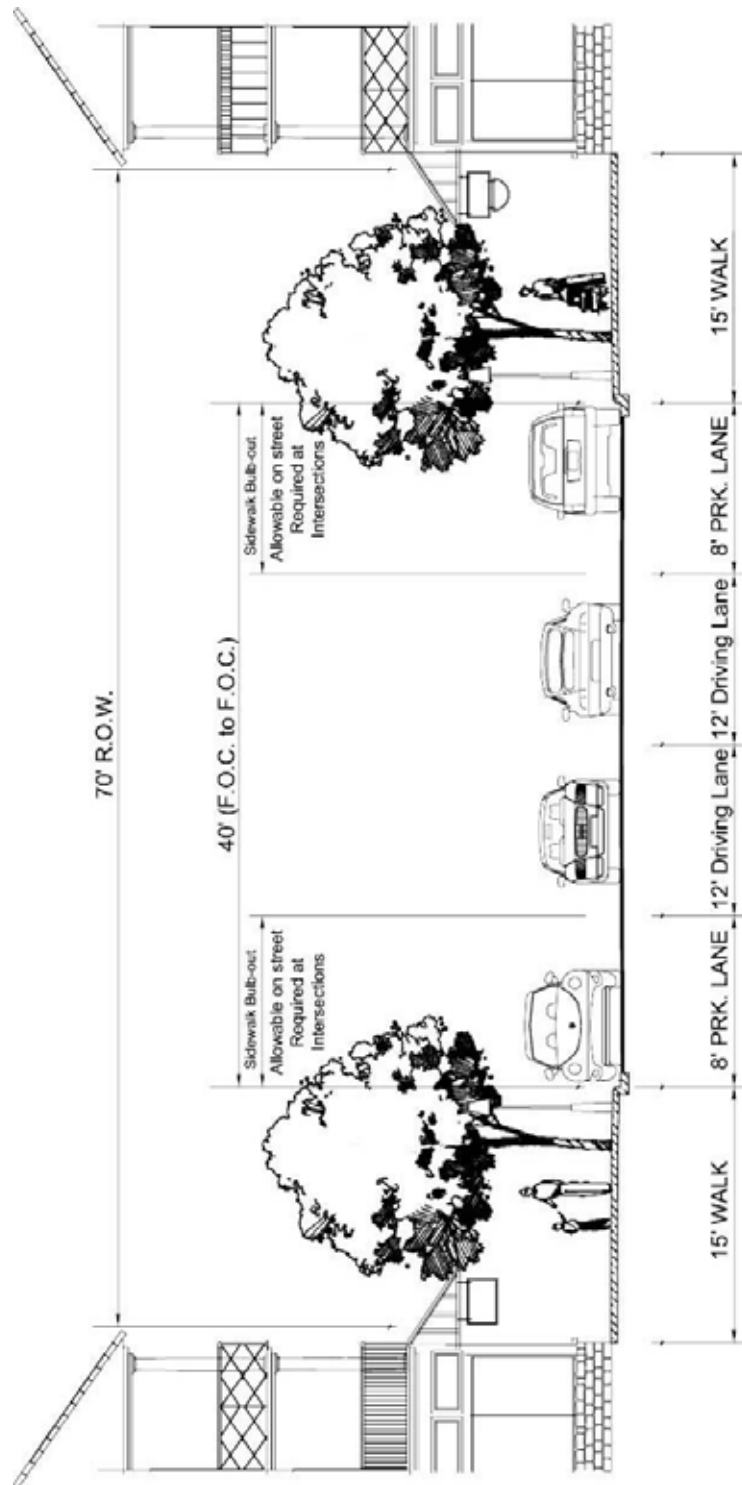 70' R.O.W.
40' (F.O.C. to F.O.C.)
Sidewalk Bulb-out
Allowable on street
Required at
Intersections
Sidewalk Bulb-out
Allowable on street
Required at
Intersections
15' WALK
8' PRK. LANE
12' Driving Lane
12' Driving Lane
8' PRK. LANE
15' WALK